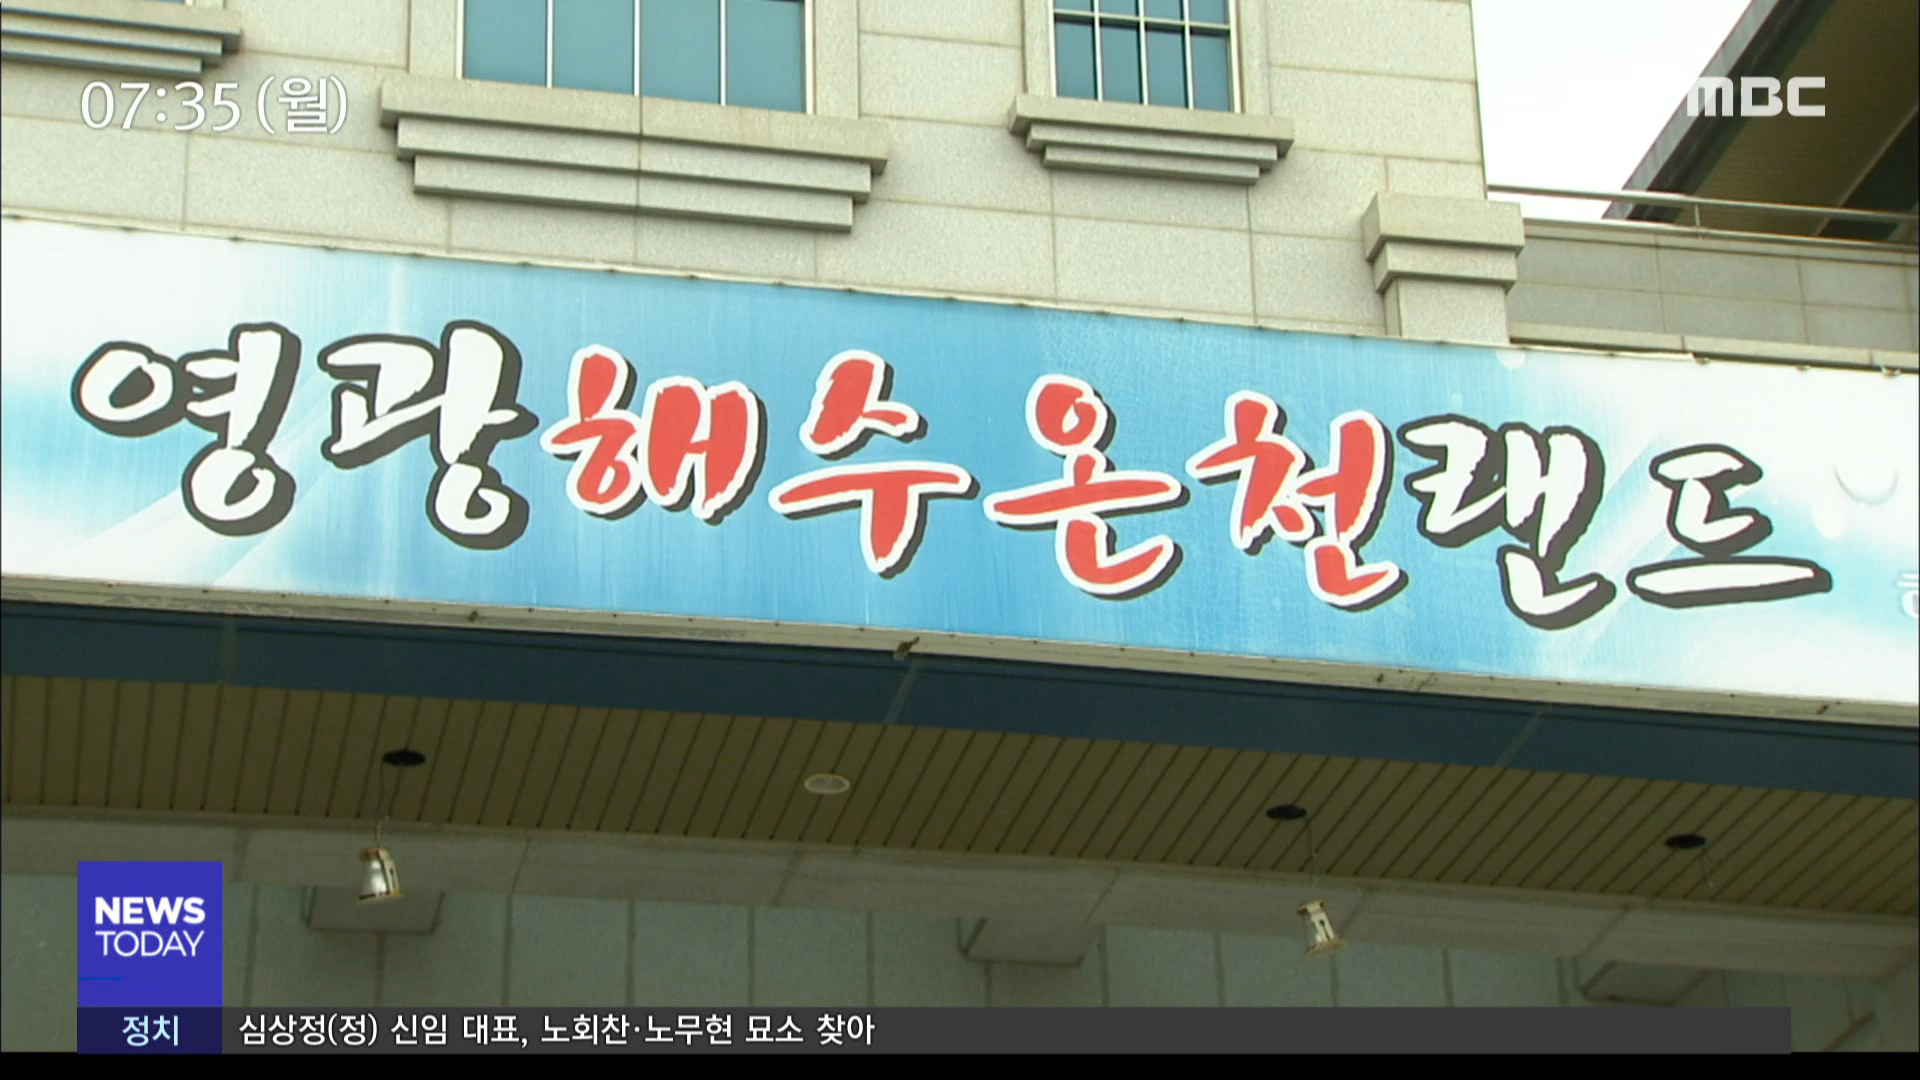 07:35 (월)
MBC
영광해수온천랜드
NEWS
TODAY
정치
심상정(정) 신임 대표, 노회찬·노무현 묘소 찾아